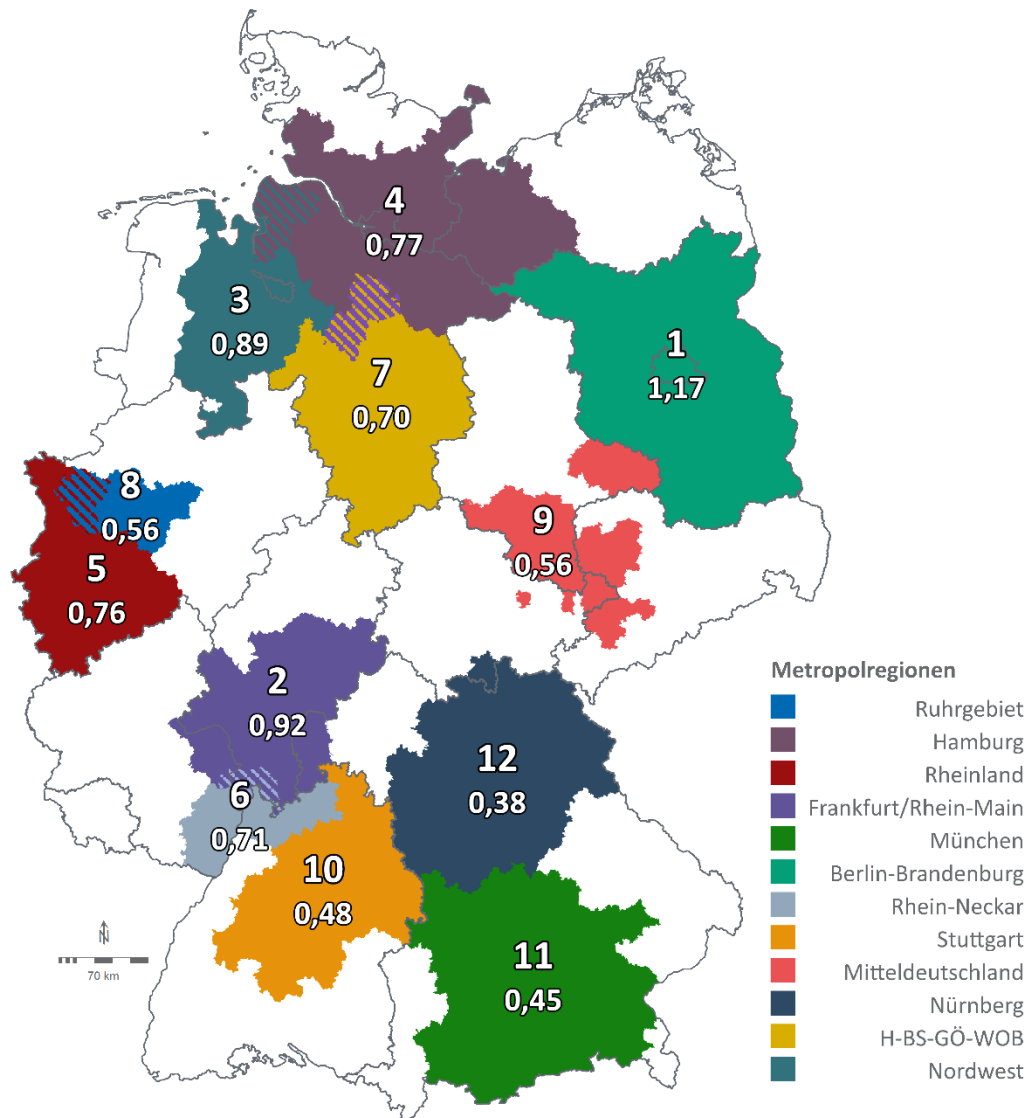 4
0,77
3
0,89
1
1,17
7
0,70
8
0,56
9
0,56
5
0,76
2
0,92
12
0,38
6
0,71
10
0,48
11
0,45
N
70 km
Metropolregionen
Ruhrgebiet
Hamburg
Rheinland
Frankfurt/Rhein-Main
München
Berlin-Brandenburg
Rhein-Neckar
Stuttgart
Mitteldeutschland
Nürnberg
H-BS-GÖ-WOB
Nordwest